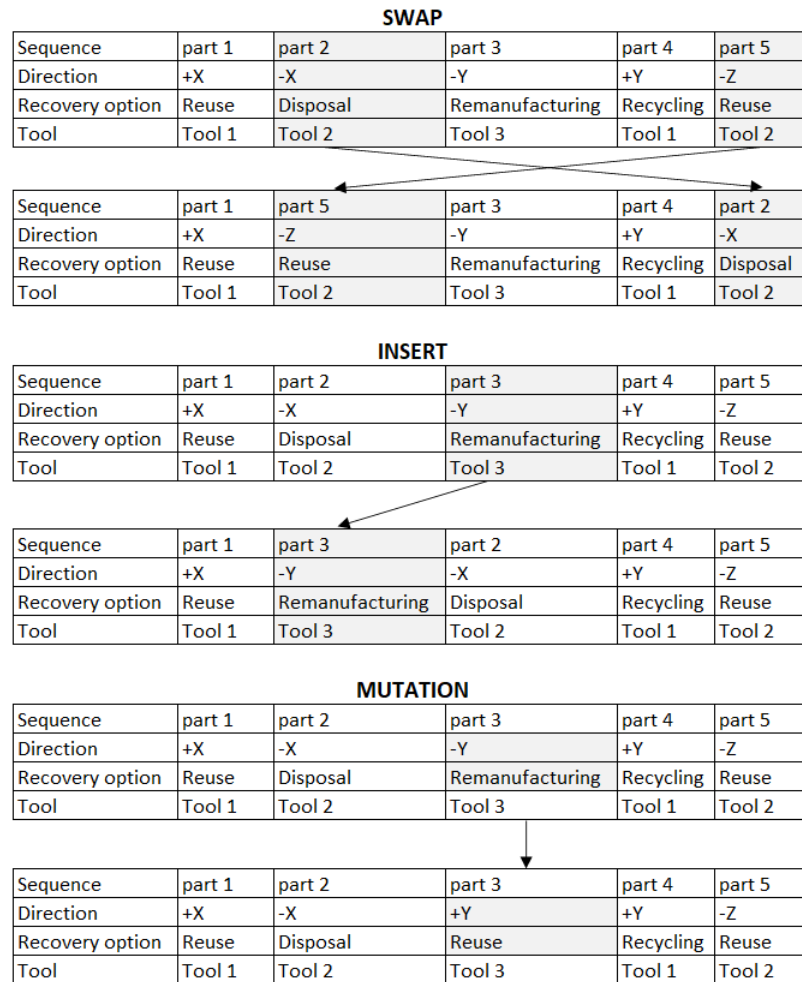 SWAP
Sequence part 1 part 2 part 3 part 4 part 5
Direction +X -X -Y +Y -Z
Recovery option Reuse Disposal Remanufacturing Recycling Reuse
Tool Tool 1 Tool 2 Tool 3 Tool 1 Tool 2
Sequence part 1 part 5 part 3 part 4 part 2
Direction +X -Z -Y +Y -X
Recovery option Reuse Reuse Remanufacturing Recycling Disposal
Tool Tool 1 Tool 2 Tool 3 Tool 1 Tool 2
INSERT
Sequence part 1 part 2 part 3 part 4 part 5
Direction +X -X -Y +Y -Z
Recovery option Reuse Disposal Remanufacturing Recycling Reuse
Tool Tool 1 Tool 2 Tool 3 Tool 1 Tool 2
Sequence part 1 part 3 part 2 part 4 part 5
Direction +X -Y -X +Y -Z
Recovery option Reuse Remanufacturing Disposal Recycling Reuse
Tool Tool 1 Tool 3 Tool 2 Tool 1 Tool 2
MUTATION
Sequence part 1 part 2 part 3 part 4 part 5
Direction +X -X -Y +Y -Z
Recovery option Reuse Disposal Remanufacturing Recycling Reuse
Tool Tool 1 Tool 2 Tool 3 Tool 1 Tool 2
Sequence part 1 part 2 part 3 part 4 part 5
Direction +X -X +Y +Y -Z
Recovery option Reuse Disposal Reuse Recycling Reuse
Tool Tool 1 Tool 2 Tool 3 Tool 1 Tool 2